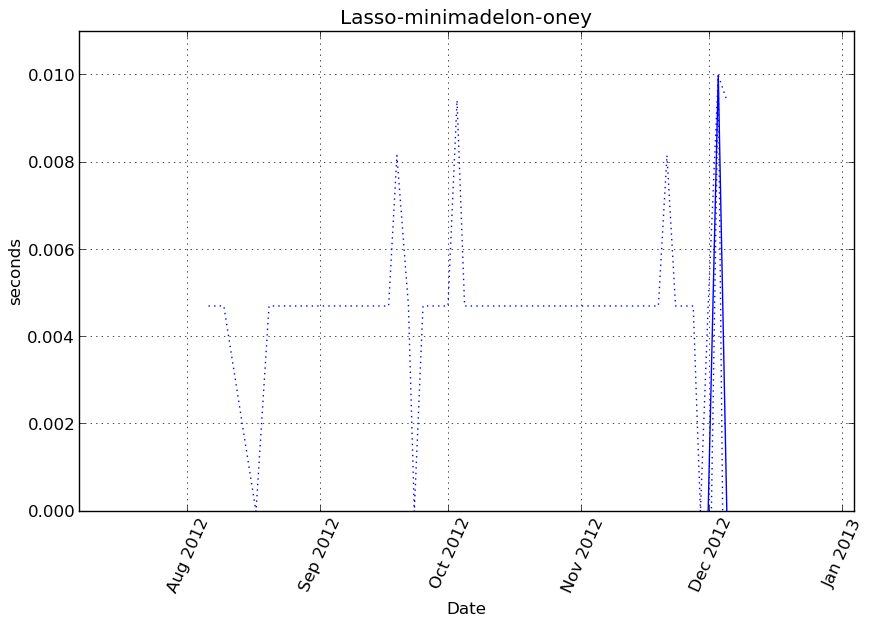 Lasso-minimadelon-oney
0.010
0.008
0.006
0.004
0.002
0.000
seconds
Aug 2012
Sep 2012
Oct 2012
Nov 2012
Dec 2012
Jan 2013
Date